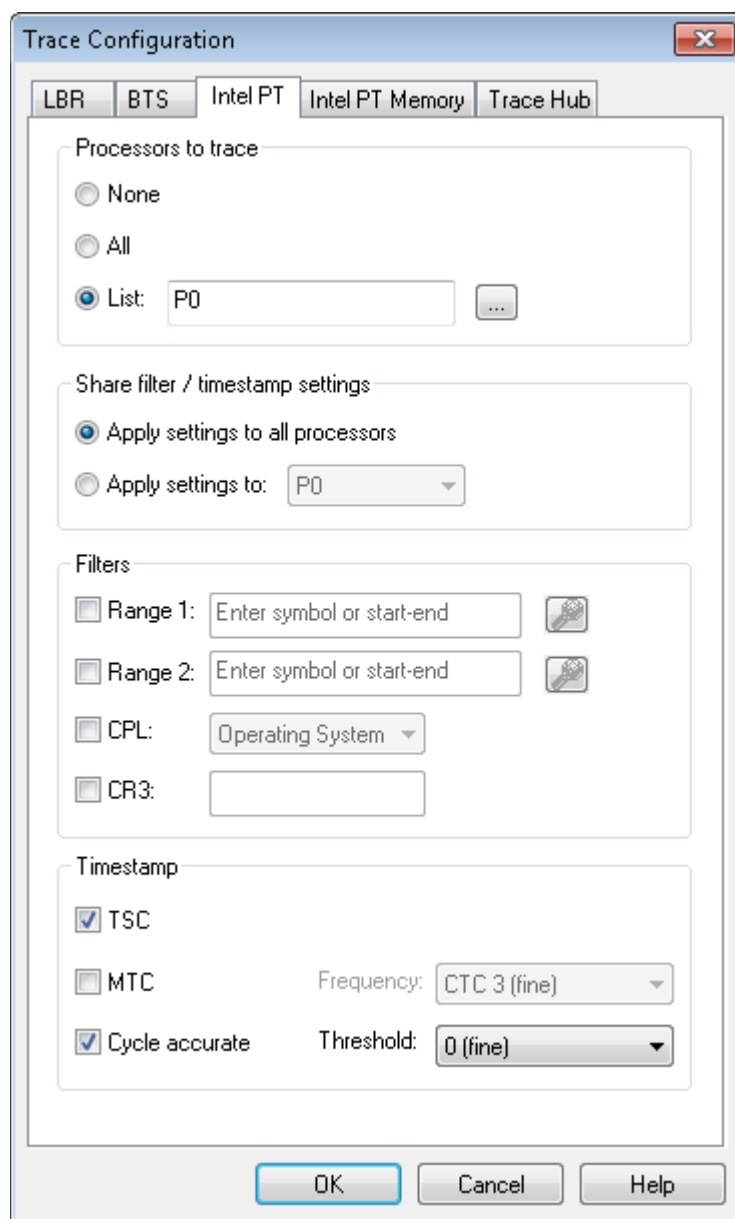 Trace Configuration
LBR BTS Intel PT Intel PT Memory Trace Hub
Processors to trace
None
All
List: P0 ...
Share filter / timestamp settings
Apply settings to all processors
Apply settings to: P0
Filters
Range 1: Enter symbol or start-end
Range 2: Enter symbol or start-end
CPL: Operating System
CR3:
Timestamp
TSC
MTC Frequency: CTC 3 (fine)
Cycle accurate Threshold: 0 (fine)
OK Cancel Help